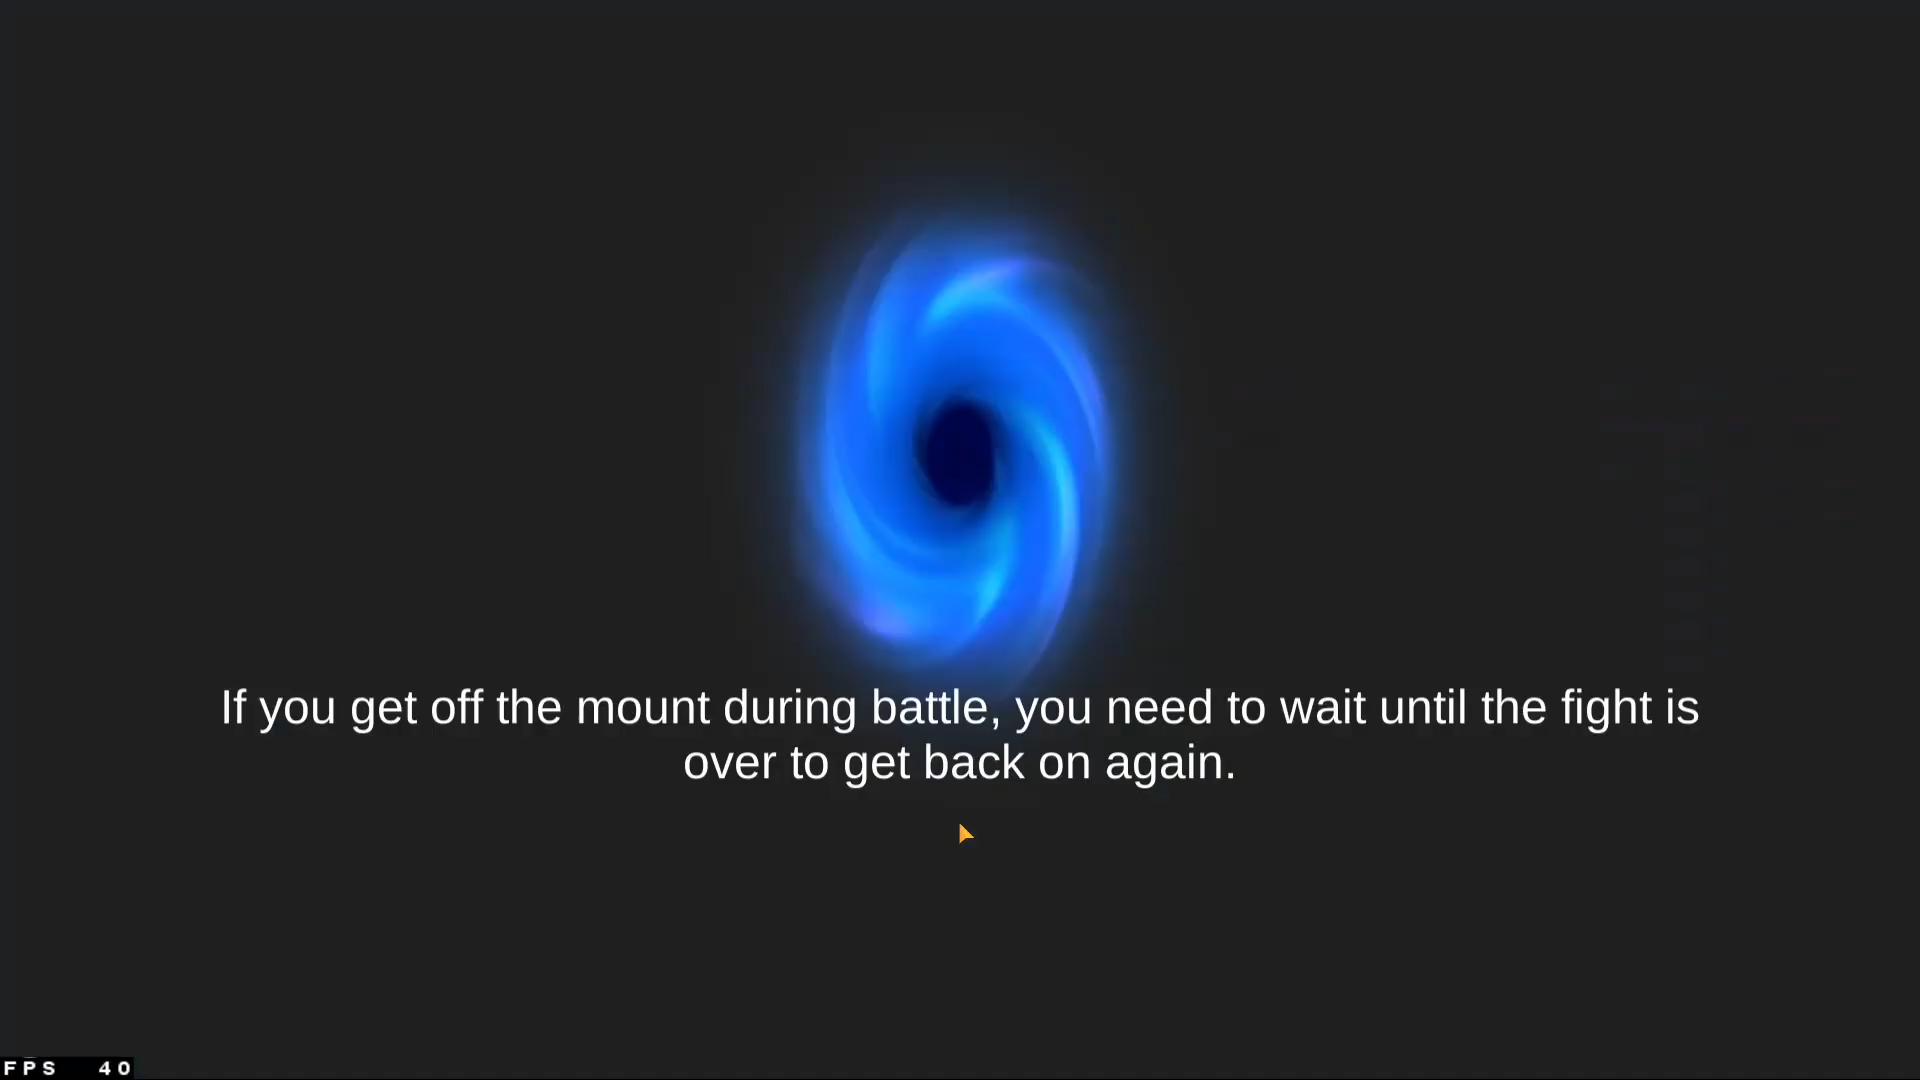 If you get off the mount during battle, you need to wait until the fight is
over to get back on again.
FPS 40